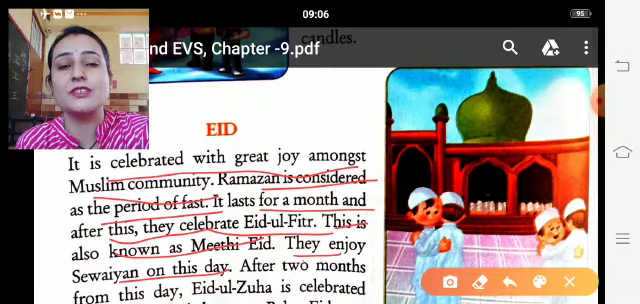 09:06
95
candles.
nd EVS, Chapter -9.pdf
EID
It is celebrated with great joy amongst
Muslim community. Ramazan is considered
as the period of fast. It lasts for a month and
after this, they celebrate Eid-ul-Fitr. This is
also known as Meethi Eid. They enjoy
Sewaiyan on this day. After two months
from this day, Eid-ul-Zuha is celebrated